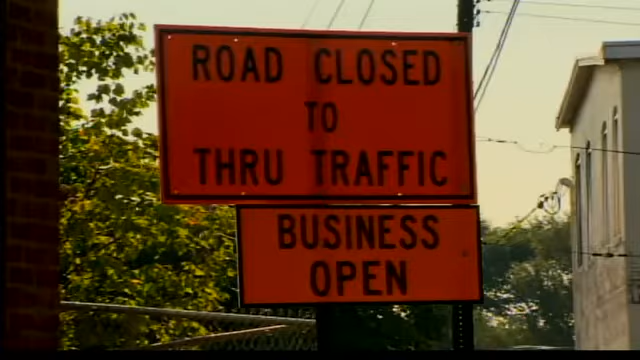 ROAD CLOSED
TO
THRU TRAFFIC
BUSINESS
OPEN